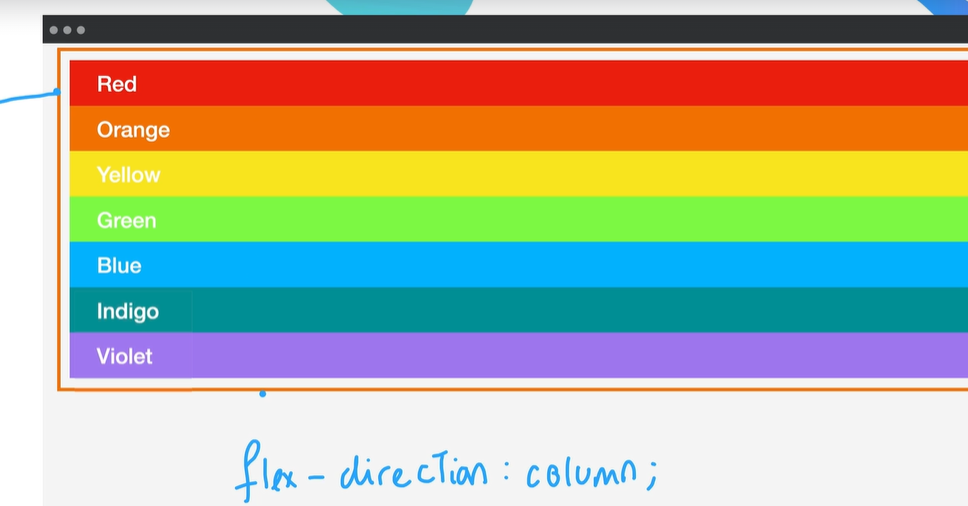 Red
Orange
Yellow
Green
Blue
Indigo
Violet
flex-direction: column;